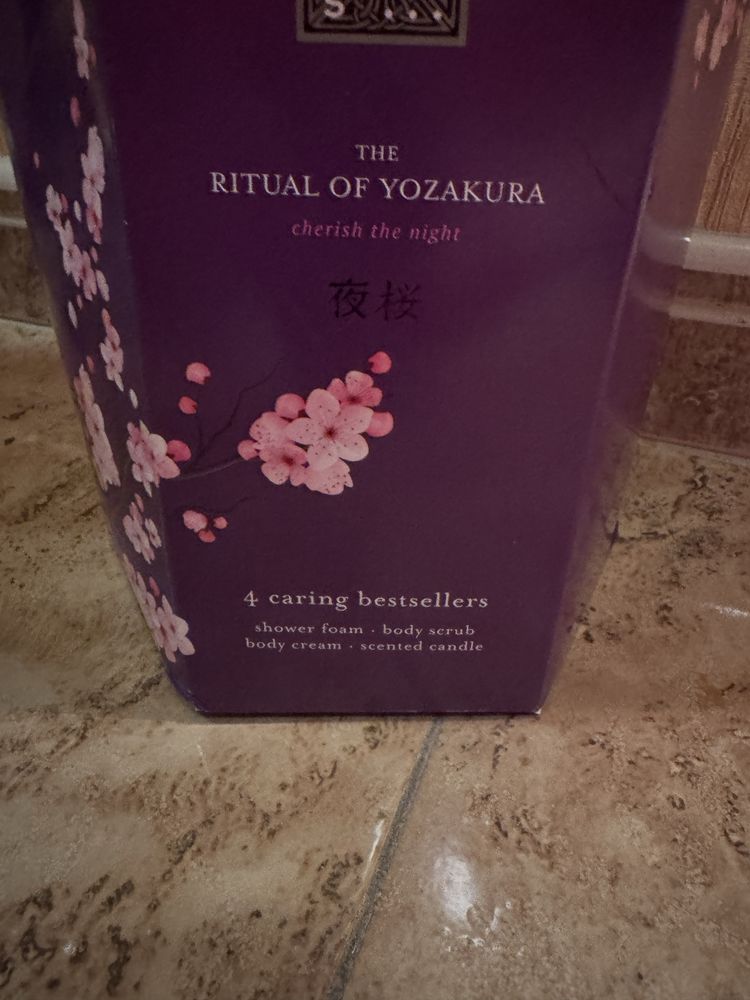 THE
RITUAL OF YOZAKURA
cherish the night
夜桜
4 caring bestsellers
shower foam · body scrub
body cream · scented candle